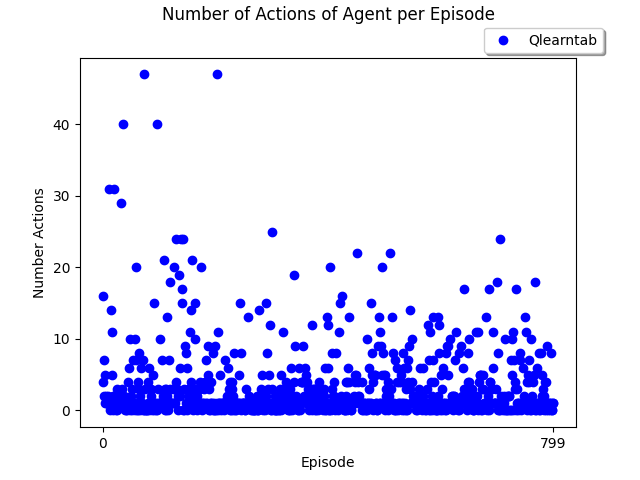 Number of Actions of Agent per Episode
Qlearntab
40
30
20
10
0
Number Actions
0 799
Episode